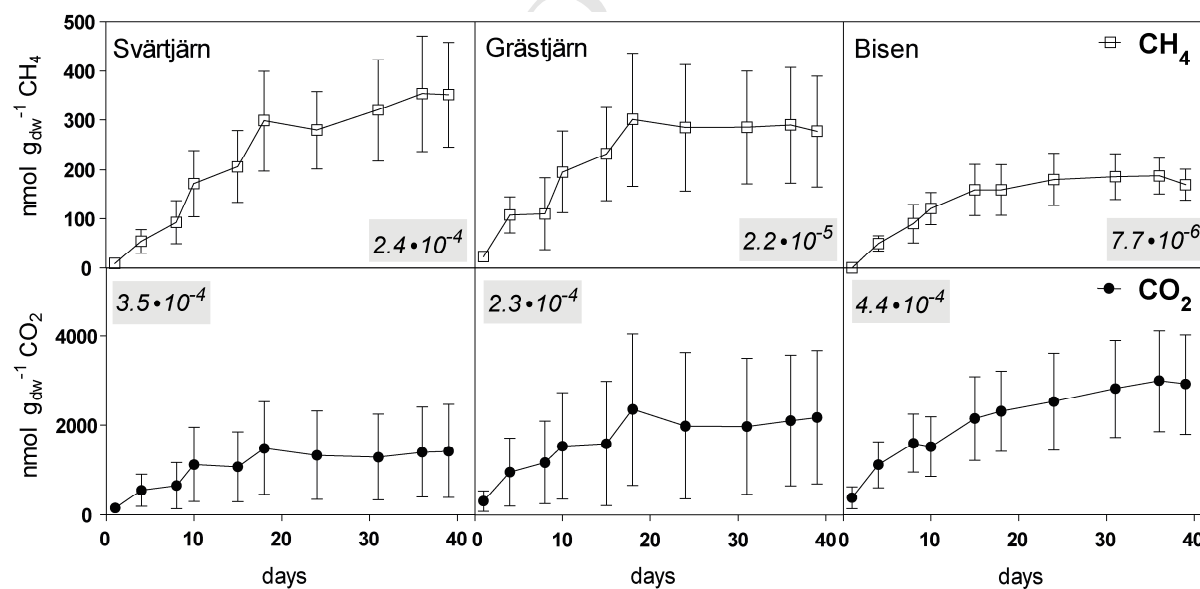 Svärtjärn
Grästjärn
Bisen
CH₄
nmol g_dw⁻¹ CH₄
500
400
300
200
100
0
2.4•10⁻⁴
2.2•10⁻⁵
7.7•10⁻⁶
3.5•10⁻⁴
2.3•10⁻⁴
4.4•10⁻⁴
CO₂
nmol g_dw⁻¹ CO₂
4000
2000
0
0 10 20 30 40 0 10 20 30 40 0 10 20 30 40
days days days